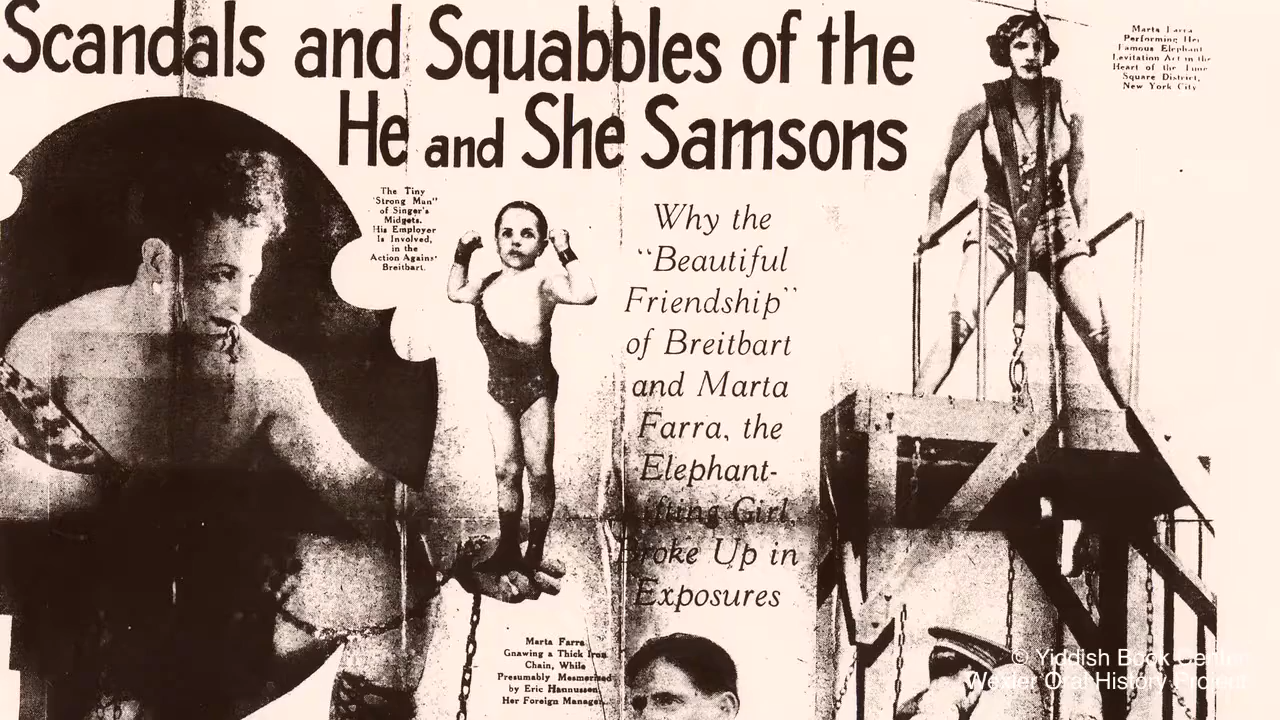 Scandals and Squabbles of the
He and She Samsons
Marta Farra
Performing Her
Famous Elephant
Levitation Act in the
Heart of the Time
Square District,
New York City
The Tiny
"Strong Man"
of Singer's
Midgets.
His Employer
Is Involved,
in the
Action Against
Breitbart.
Why the
"Beautiful
Friendship"
of Breitbart
and Marta
Farra, the
Elephant-
Lifting Girl,
Broke Up in
Exposures
Marta Farra
Gnawing a Thick Iron
Chain, While
Presumably Mesmerised
by Eric Hannussen,
Her Foreign Manager
© Yiddish Book Center
Wexler Oral History Project